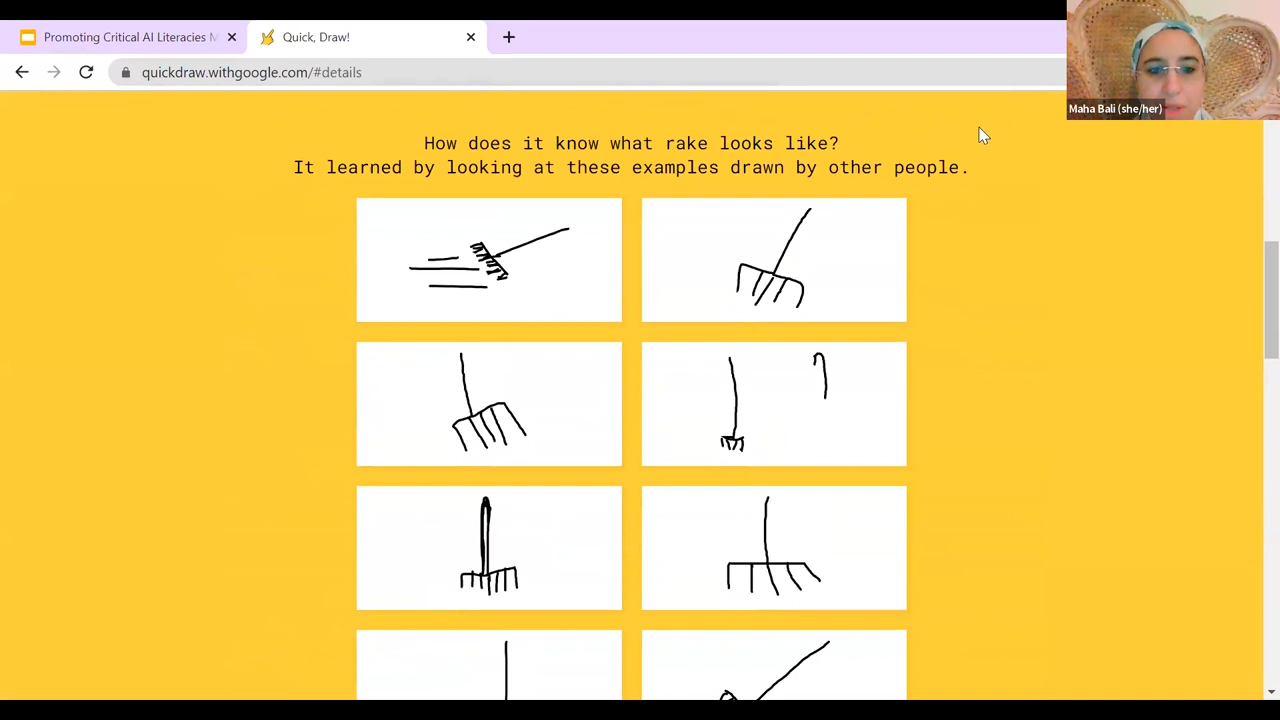 Promoting Critical AI Literacies M
Quick, Draw!
quickdraw.withgoogle.com/#details
Maha Bali (she/her)
How does it know what rake looks like?
It learned by looking at these examples drawn by other people.